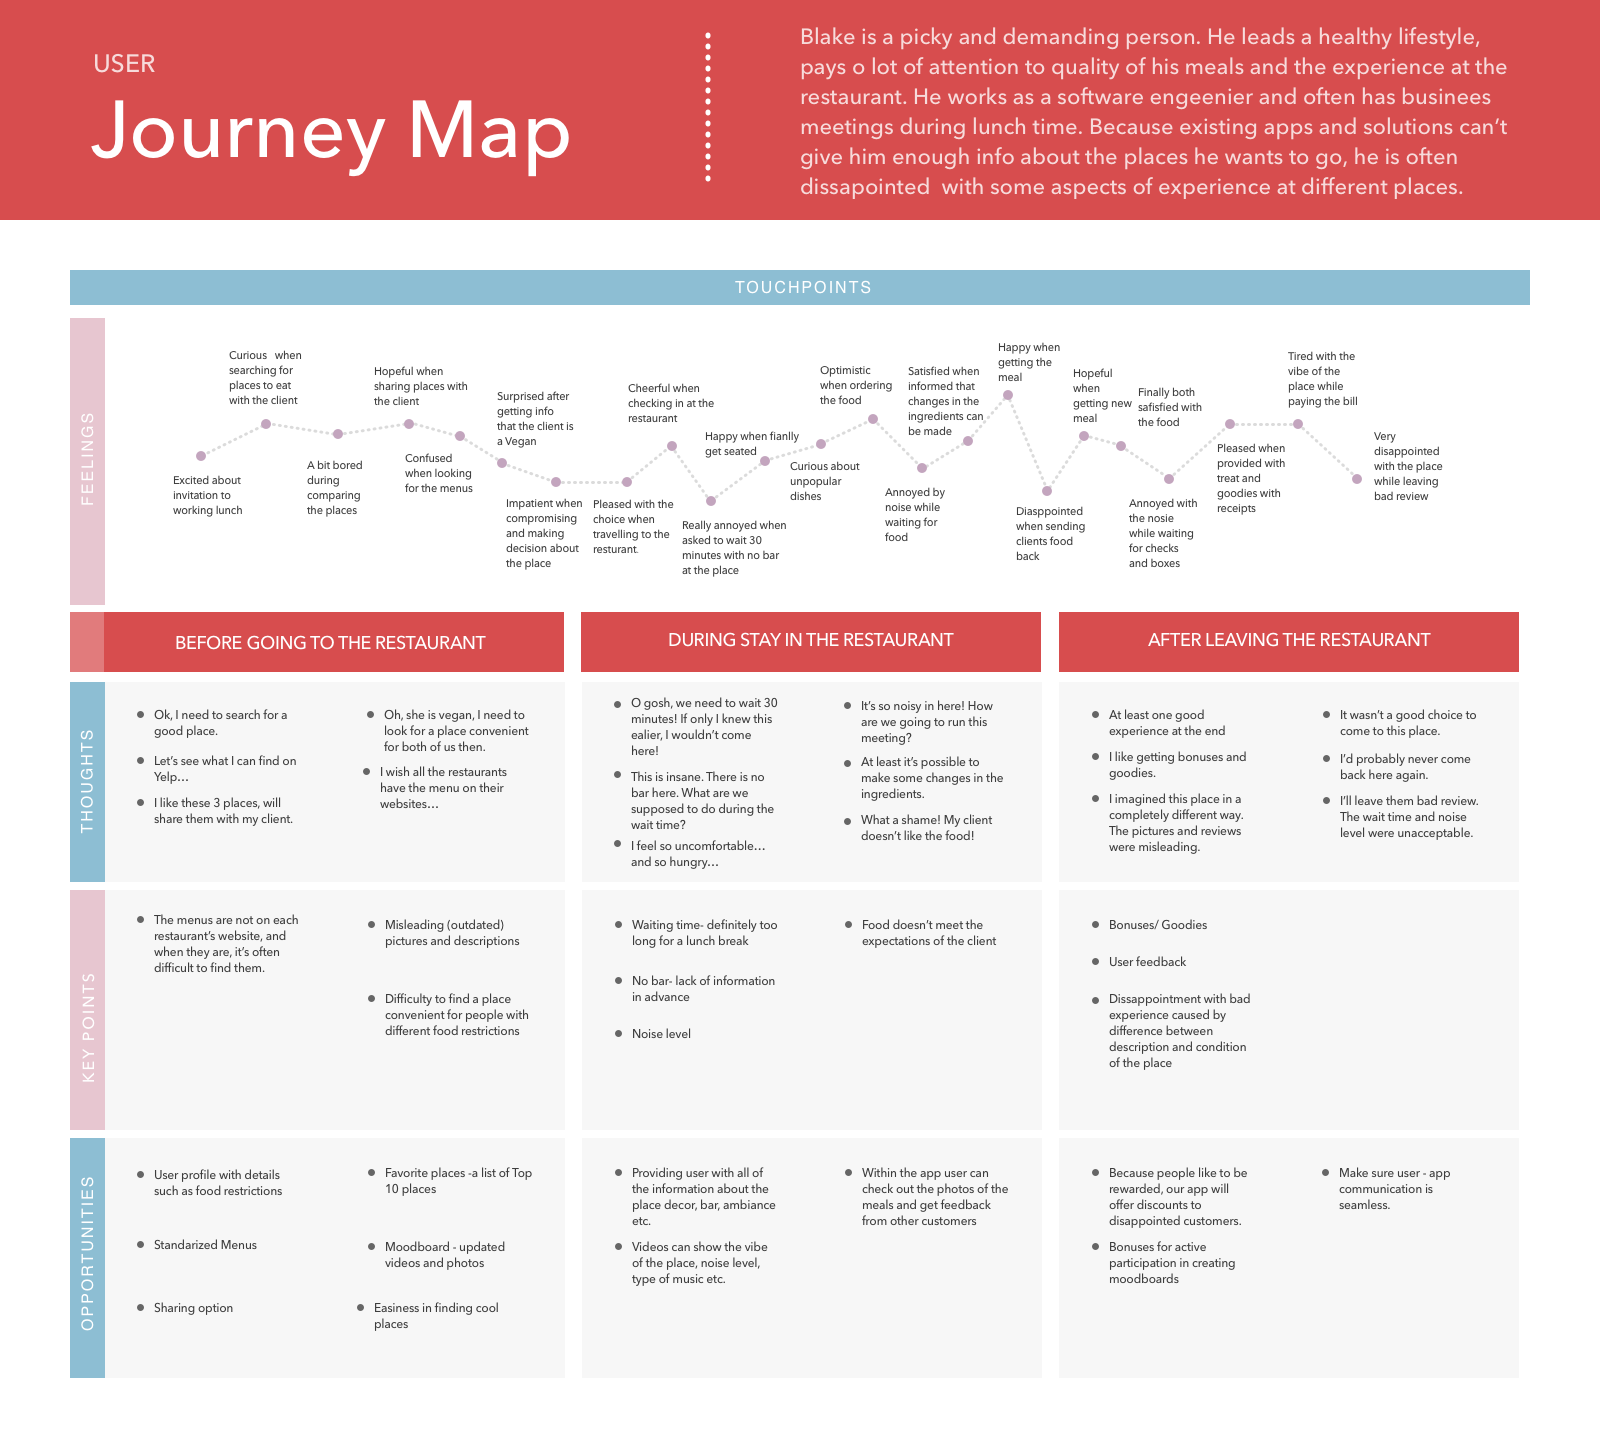 USER
Journey Map
Blake is a picky and demanding person. He leads a healthy lifestyle,
pays o lot of attention to quality of his meals and the experience at the
restaurant. He works as a software engeenier and often has businees
meetings during lunch time. Because existing apps and solutions can’t
give him enough info about the places he wants to go, he is often
dissapointed  with some aspects of experience at different places.
TOUCHPOINTS
FEELINGS
Excited about
invitation to
working lunch
Curious  when
searching for
places to eat
with the client
A bit bored
during
comparing
the places
Hopeful when
sharing places with
the client
Confused
when looking
for the menus
Surprised after
getting info
that the client is
a Vegan
Impatient when
compromising
and making
decision about
the place
Pleased with the
choice when
travelling to the
resturant.
Cheerful when
checking in at the
restaurant
Really annoyed when
asked to wait 30
minutes with no bar
at the place
Happy when fianlly
get seated
Curious about
unpopular
dishes
Optimistic
when ordering
the food
Annoyed by
noise while
waiting for
food
Satisfied when
informed that
changes in the
ingredients can
be made
Happy when
getting the
meal
Diasppointed
when sending
clients food
back
Hopeful
when
getting new
meal
Finally both
safisfied with
the food
Annoyed with
the nosie
while waiting
for checks
and boxes
Pleased when
provided with
treat and
goodies with
receipts
Tired with the
vibe of the
place while
paying the bill
Very
disappointed
with the place
while leaving
bad review
BEFORE GOING TO THE RESTAURANT
DURING STAY IN THE RESTAURANT
AFTER LEAVING THE RESTAURANT
THOUGHTS
Ok, I need to search for a
good place.
Let’s see what I can find on
Yelp…
I like these 3 places, will
share them with my client.
Oh, she is vegan, I need to
look for a place convenient
for both of us then.
I wish all the restaurants
have the menu on their
websites…
O gosh, we need to wait 30
minutes! If only I knew this
ealier, I wouldn’t come
here!
This is insane. There is no
bar here. What are we
supposed to do during the
wait time?
I feel so uncomfortable…
and so hungry…
It’s so noisy in here! How
are we going to run this
meeting?
At least it’s possible to
make some changes in the
ingredients.
What a shame! My client
doesn’t like the food!
At least one good
experience at the end
I like getting bonuses and
goodies.
I imagined this place in a
completely different way.
The pictures and reviews
were misleading.
It wasn’t a good choice to
come to this place.
I’d probably never come
back here again.
I’ll leave them bad review.
The wait time and noise
level were unacceptable.
KEY POINTS
The menus are not on each
restaurant’s website, and
when they are, it’s often
difficult to find them.
Misleading (outdated)
pictures and descriptions
Difficulty to find a place
convenient for people with
different food restrictions
Waiting time- definitely too
long for a lunch break
No bar- lack of information
in advance
Noise level
Food doesn’t meet the
expectations of the client
Bonuses/ Goodies
User feedback
Dissappointment with bad
experience caused by
difference between
description and condition
of the place
OPPORTUNITIES
User profile with details
such as food restrictions
Standarized Menus
Sharing option
Favorite places -a list of Top
10 places
Moodboard - updated
videos and photos
Easiness in finding cool
places
Providing user with all of
the information about the
place decor, bar, ambiance
etc.
Videos can show the vibe
of the place, noise level,
type of music etc.
Within the app user can
check out the photos of the
meals and get feedback
from other customers
Because people like to be
rewarded, our app will
offer discounts to
disappointed customers.
Bonuses for active
participation in creating
moodboards
Make sure user - app
communication is
seamless.